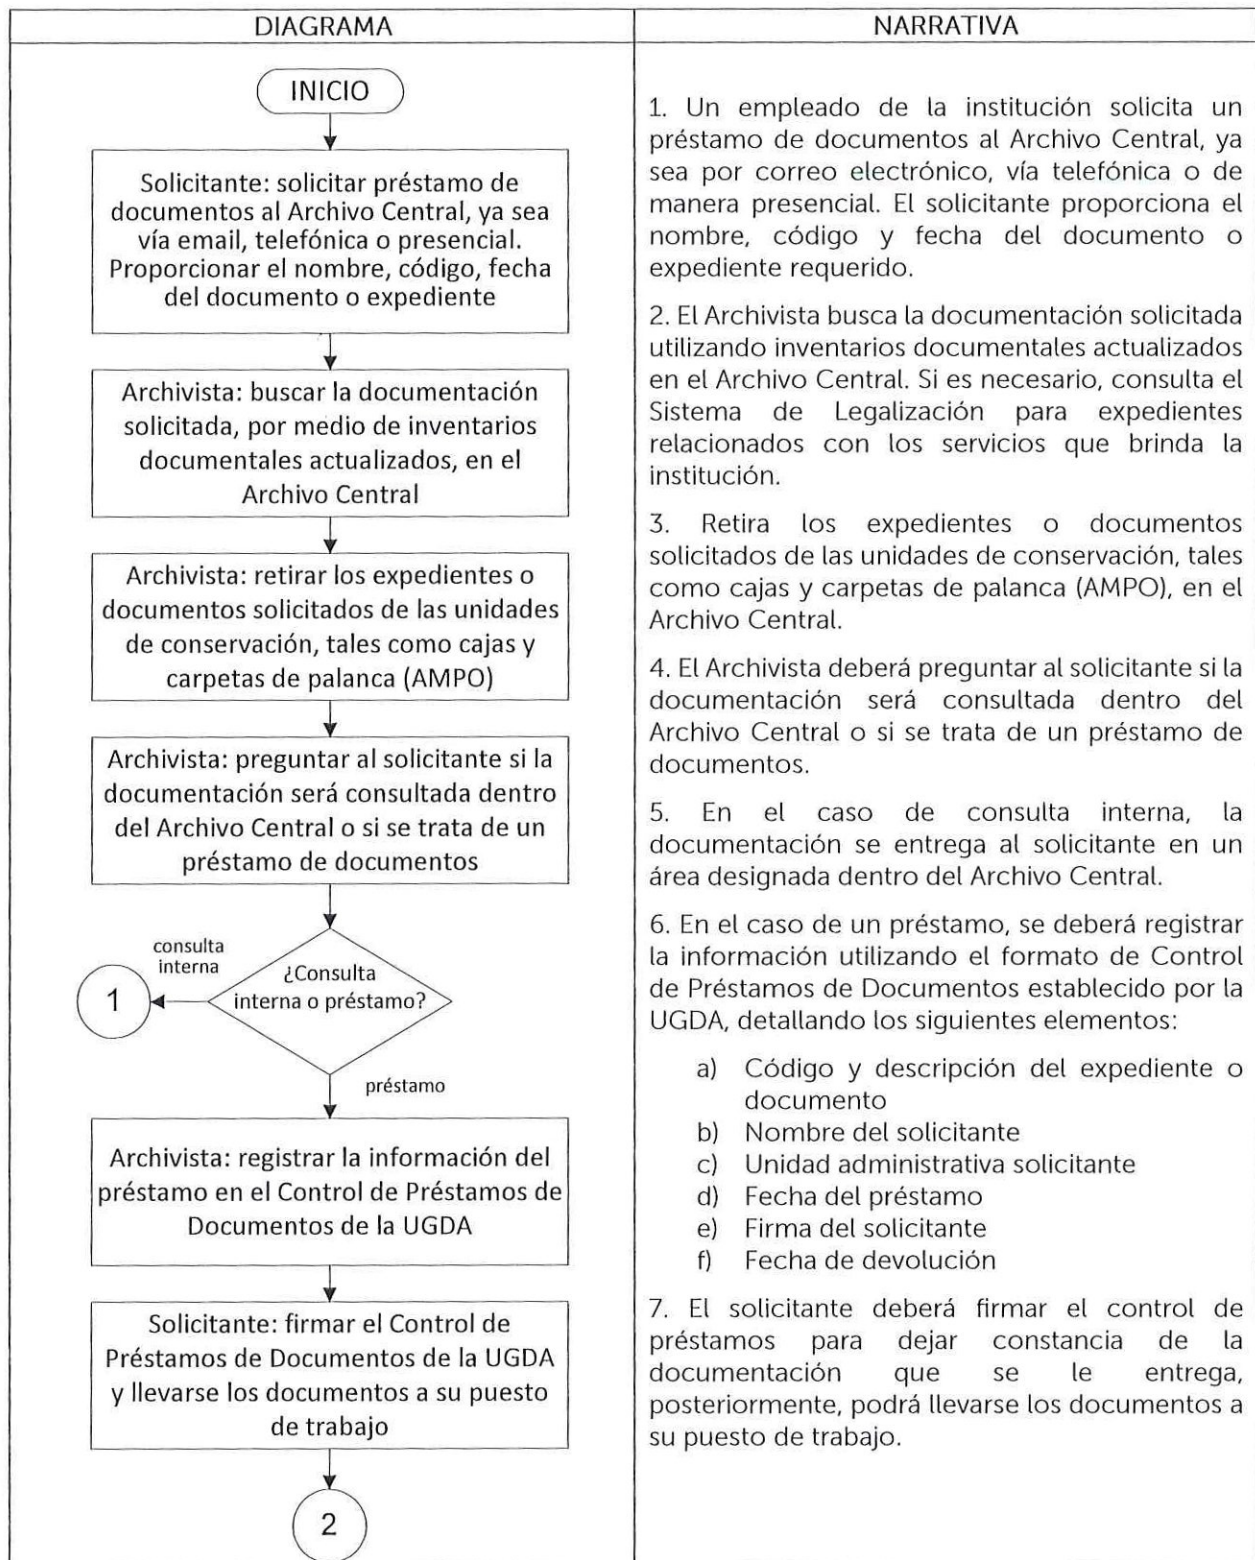 DIAGRAMA
INICIO
Solicitante: solicitar préstamo de
documentos al Archivo Central, ya sea
vía email, telefónica o presencial.
Proporcionar el nombre, código, fecha
del documento o expediente
Archivista: buscar la documentación
solicitada, por medio de inventarios
documentales actualizados, en el
Archivo Central
Archivista: retirar los expedientes o
documentos solicitados de las unidades
de conservación, tales como cajas y
carpetas de palanca (AMPO)
Archivista: preguntar al solicitante si la
documentación será consultada dentro
del Archivo Central o si se trata de un
préstamo de documentos
¿Consulta
interna o préstamo?
consulta
interna
1
préstamo
Archivista: registrar la información del
préstamo en el Control de Préstamos de
Documentos de la UGDA
Solicitante: firmar el Control de
Préstamos de Documentos de la UGDA
y llevarse los documentos a su puesto
de trabajo
2
NARRATIVA
1. Un empleado de la institución solicita un
préstamo de documentos al Archivo Central, ya
sea por correo electrónico, vía telefónica o de
manera presencial. El solicitante proporciona el
nombre, código y fecha del documento o
expediente requerido.
2. El Archivista busca la documentación solicitada
utilizando inventarios documentales actualizados
en el Archivo Central. Si es necesario, consulta el
Sistema de Legalización para expedientes
relacionados con los servicios que brinda la
institución.
3. Retira los expedientes o documentos
solicitados de las unidades de conservación, tales
como cajas y carpetas de palanca (AMPO), en el
Archivo Central.
4. El Archivista deberá preguntar al solicitante si la
documentación será consultada dentro del
Archivo Central o si se trata de un préstamo de
documentos.
5. En el caso de consulta interna, la
documentación se entrega al solicitante en un
área designada dentro del Archivo Central.
6. En el caso de un préstamo, se deberá registrar
la información utilizando el formato de Control
de Préstamos de Documentos establecido por la
UGDA, detallando los siguientes elementos:
a) Código y descripción del expediente o
documento
b) Nombre del solicitante
c) Unidad administrativa solicitante
d) Fecha del préstamo
e) Firma del solicitante
f) Fecha de devolución
7. El solicitante deberá firmar el control de
préstamos para dejar constancia de la
documentación que se le entrega,
posteriormente, podrá llevarse los documentos a
su puesto de trabajo.